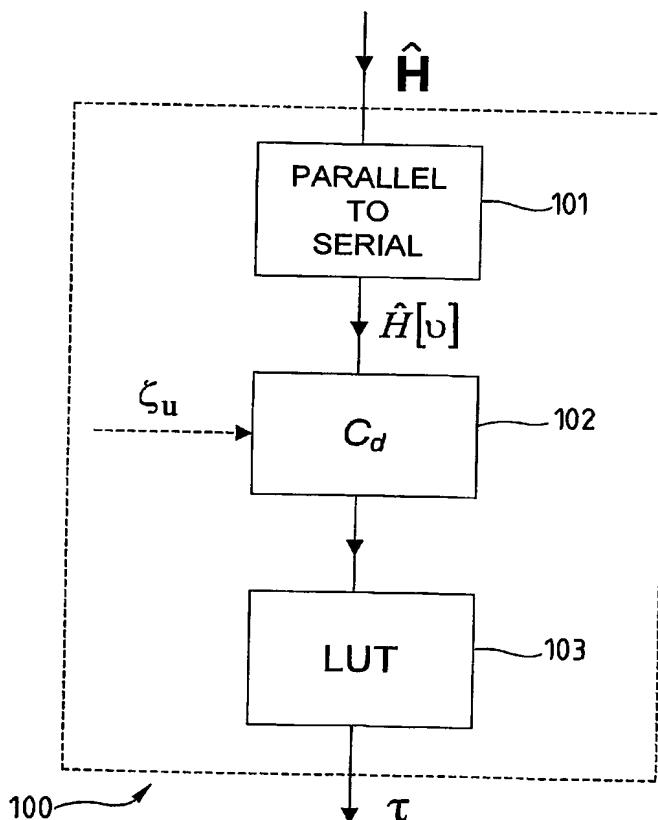 Ĥ
PARALLEL
TO
SERIAL
101
Ĥ[υ]
ζu
Cd
102
LUT
103
100
τ